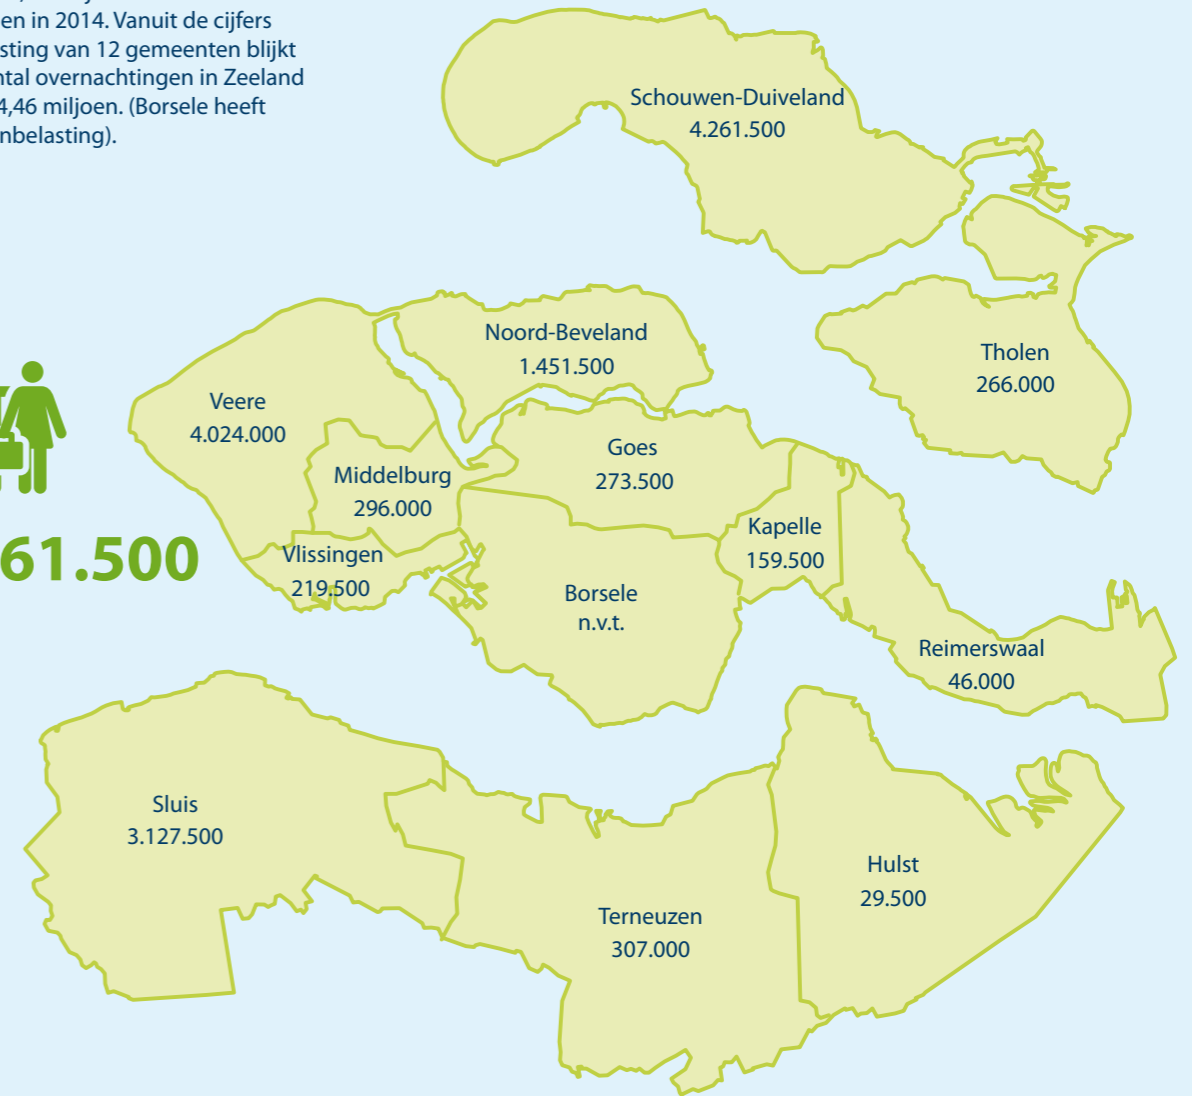 en in 2014. Vanuit de cijfers
sting van 12 gemeenten blijkt
ntal overnachtingen in Zeeland
4,46 miljoen. (Borsele heeft
nbelasting).
Schouwen-Duiveland
4.261.500
Noord-Beveland
1.451.500
Tholen
266.000
Veere
4.024.000
Goes
273.500
Middelburg
296.000
Kapelle
159.500
61.500
Vlissingen
219.500
Borsele
n.v.t.
Reimerswaal
46.000
Sluis
3.127.500
Hulst
29.500
Terneuzen
307.000